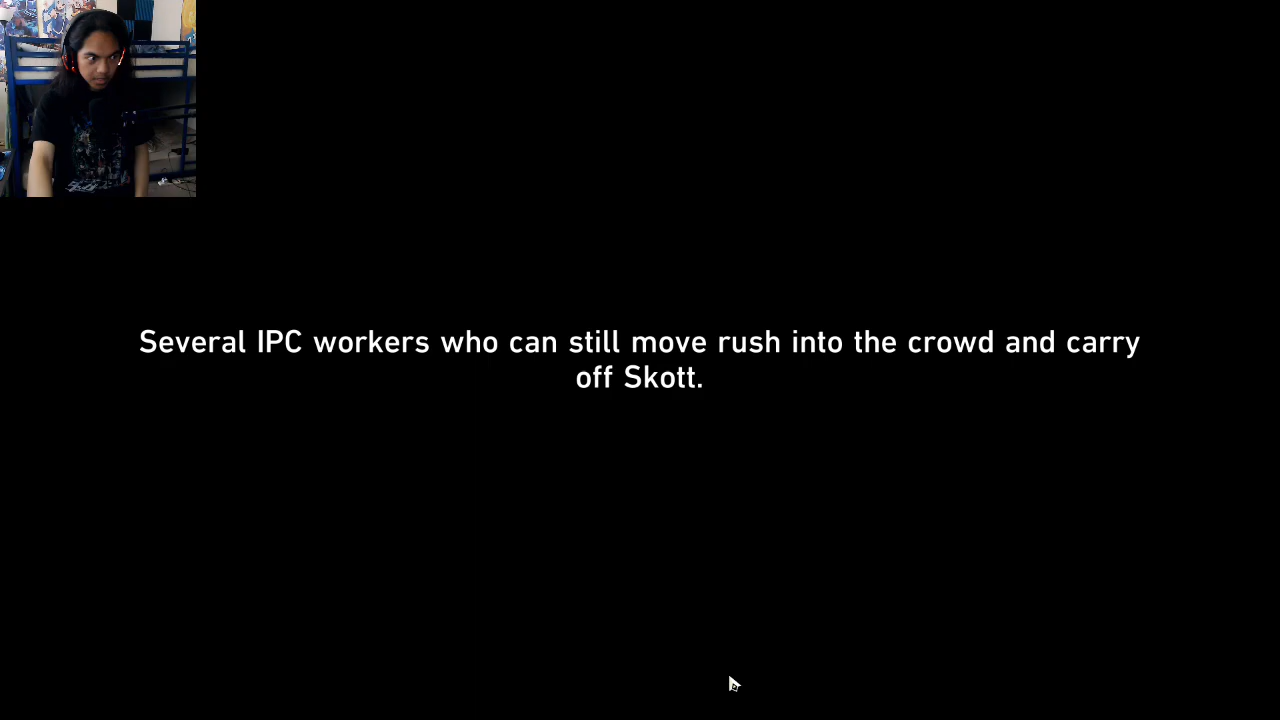 Several IPC workers who can still move rush into the crowd and carry
off Skott.